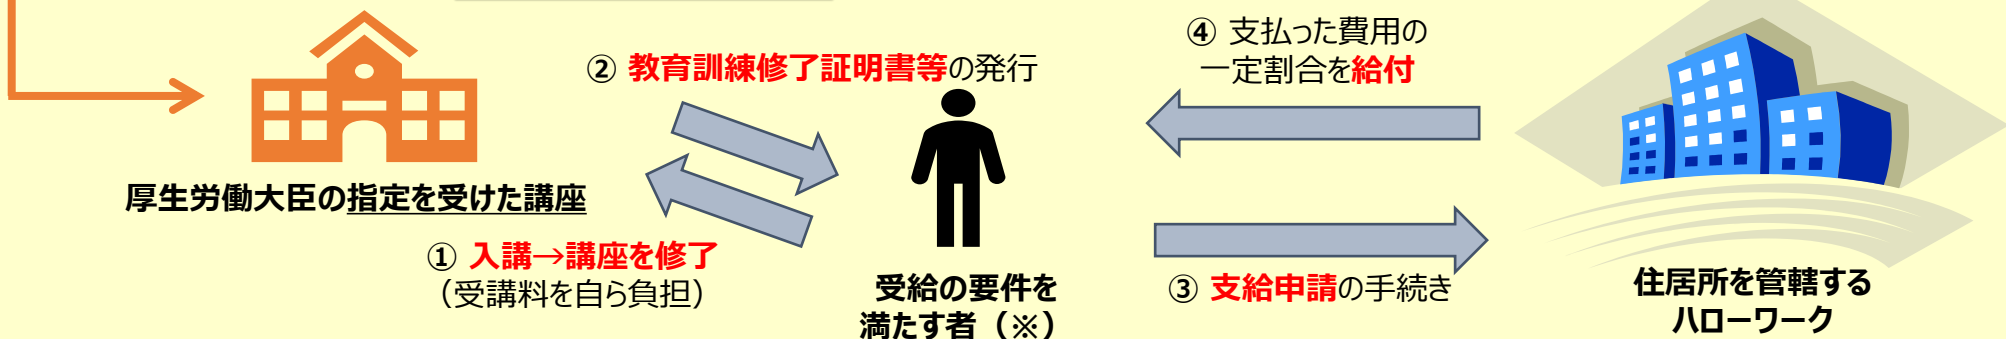 ② 教育訓練修了証明書等の発行
④ 支払った費用の
一定割合を給付
厚生労働大臣の指定を受けた講座
① 入講→講座を修了
（受講料を自ら負担）
受給の要件を
満たす者（※）
③ 支給申請の手続き
住居所を管轄する
ハローワーク